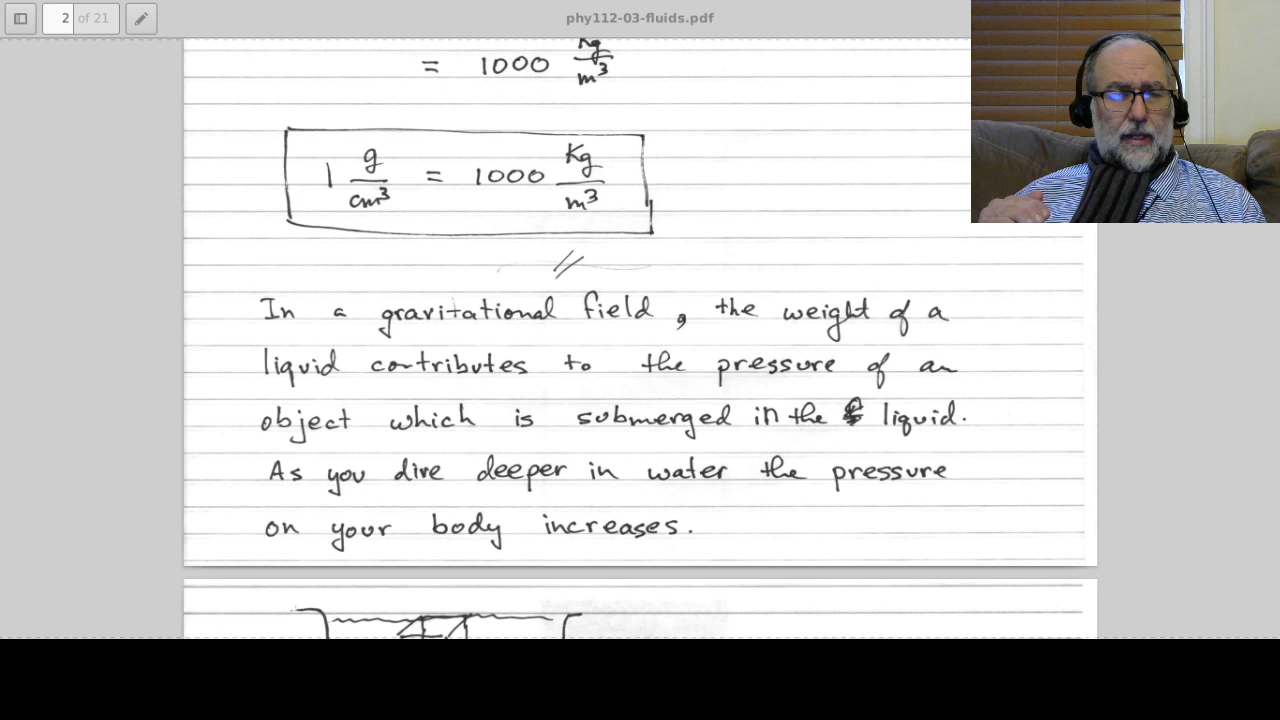 2 of 21
phy112-03-fluids.pdf
= 1000 Kg/m³
1 g/cm³ = 1000 Kg/m³
In a gravitational field, the weight of a
liquid contributes to the pressure of an
object which is submerged in the liquid.
As you dive deeper in water the pressure
on your body increases.